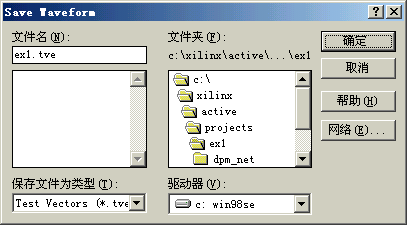 Save Waveform
文件名(N):
ex1.tve
文件夹(F):
c:\xilinx\active\...\ex1
c:\
xilinx
active
projects
ex1
dpm_net
保存文件为类型(T):
Test Vectors (*.tve
驱动器(V):
c: win98se
确定
取消
帮助(H)
网络(E)...